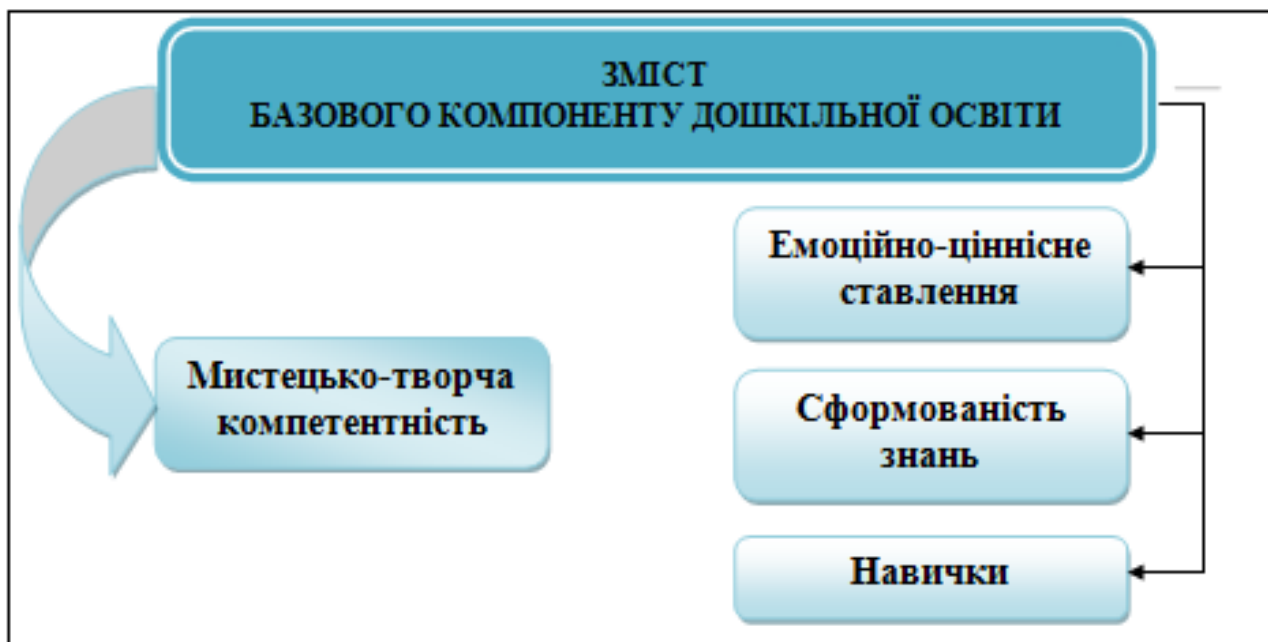 ЗМІСТ
БАЗОВОГО КОМПОНЕНТУ ДОШКІЛЬНОЇ ОСВІТИ
Емоційно-ціннісне
ставлення
Мистецько-творча
компетентність
Сформованість
знань
Навички